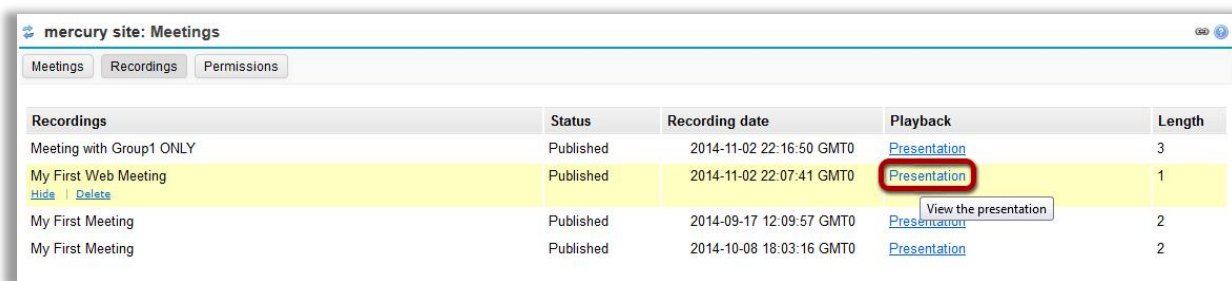 mercury site: Meetings
Meetings Recordings Permissions
Recordings Status Recording date Playback Length
Meeting with Group1 ONLY Published 2014-11-02 22:16:50 GMT0 Presentation 3
My First Web Meeting Published 2014-11-02 22:07:41 GMT0 Presentation 1
Hide | Delete
View the presentation
My First Meeting Published 2014-09-17 12:09:57 GMT0 Presentation 2
My First Meeting Published 2014-10-08 18:03:16 GMT0 Presentation 2